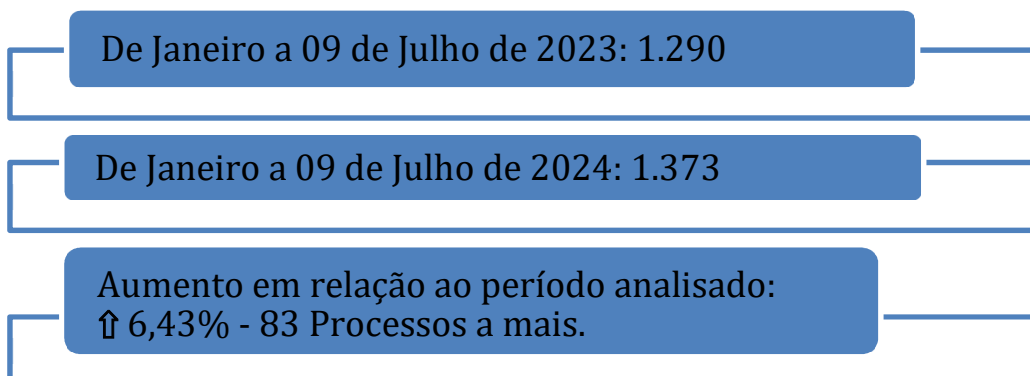 De Janeiro a 09 de Julho de 2023: 1.290
De Janeiro a 09 de Julho de 2024: 1.373
Aumento em relação ao período analisado:
⇧ 6,43% - 83 Processos a mais.